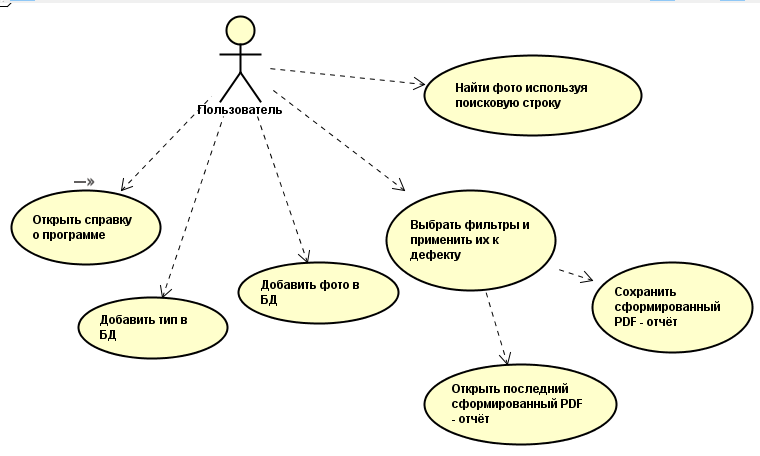 Пользователь
Найти фото используя
поисковую строку
Открыть справку
о программе
Выбрать фильтры и
применить их к
дефекту
Добавить фото в
БД
Добавить тип в
БД
Сохранить
сформированный
PDF - отчёт
Открыть последний
сформированный PDF
- отчёт